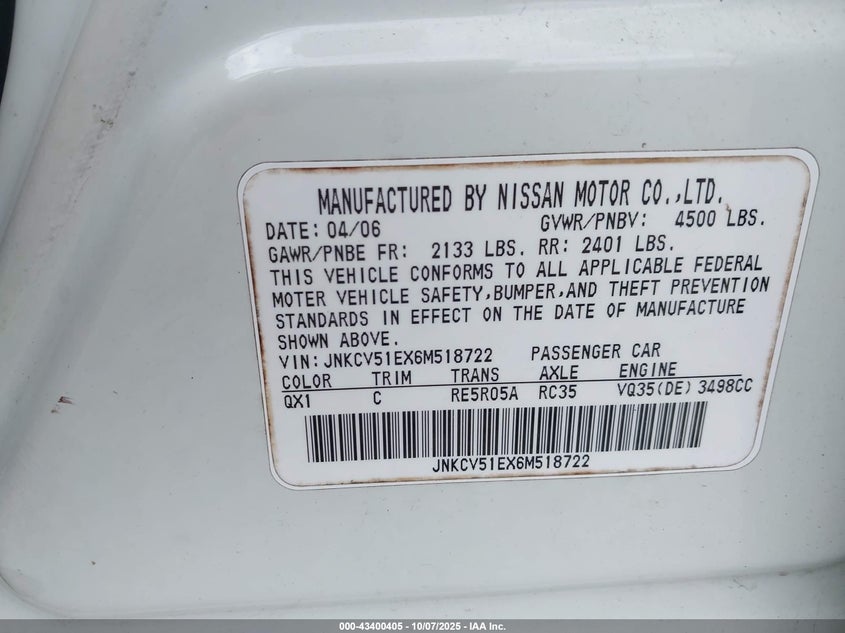 MANUFACTURED BY NISSAN MOTOR CO.,LTD.
DATE: 04/06 GVWR/PNBV: 4500 LBS.
GAWR/PNBE FR: 2133 LBS. RR: 2401 LBS.
THIS VEHICLE CONFORMS TO ALL APPLICABLE FEDERAL
MOTER VEHICLE SAFETY,BUMPER,AND THEFT PREVENTION
STANDARDS IN EFFECT ON THE DATE OF MANUFACTURE
SHOWN ABOVE.
VIN: JNKCV51EX6M518722 PASSENGER CAR
COLOR TRIM TRANS AXLE ENGINE
QX1 C RE5R05A RC35 VQ35(DE) 3498CC
JNKCV51EX6M518722
000-43400405 - 10/07/2025 - IAA Inc.